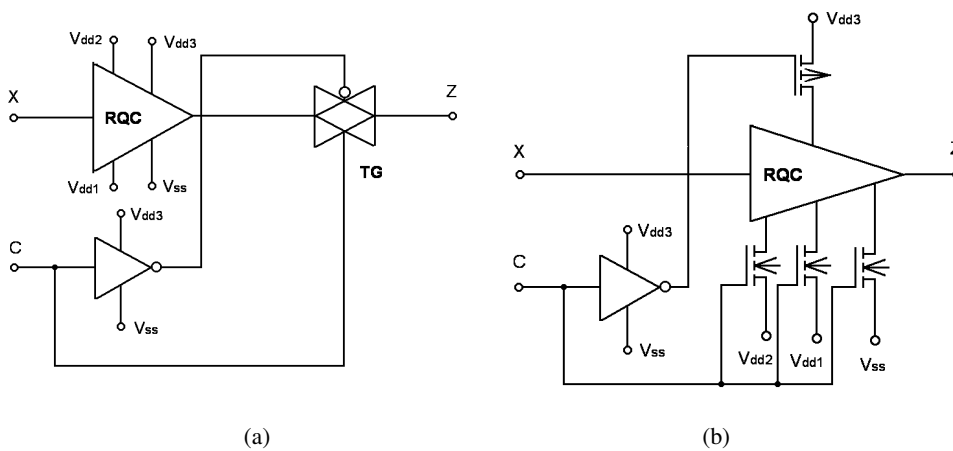 Vdd2
Vdd3
X
RQC
Z
TG
Vdd1
Vss
Vdd3
C
Vss
(a)
Vdd3
X
RQC
Z
Vdd3
C
Vss
Vdd2
Vdd1
Vss
(b)